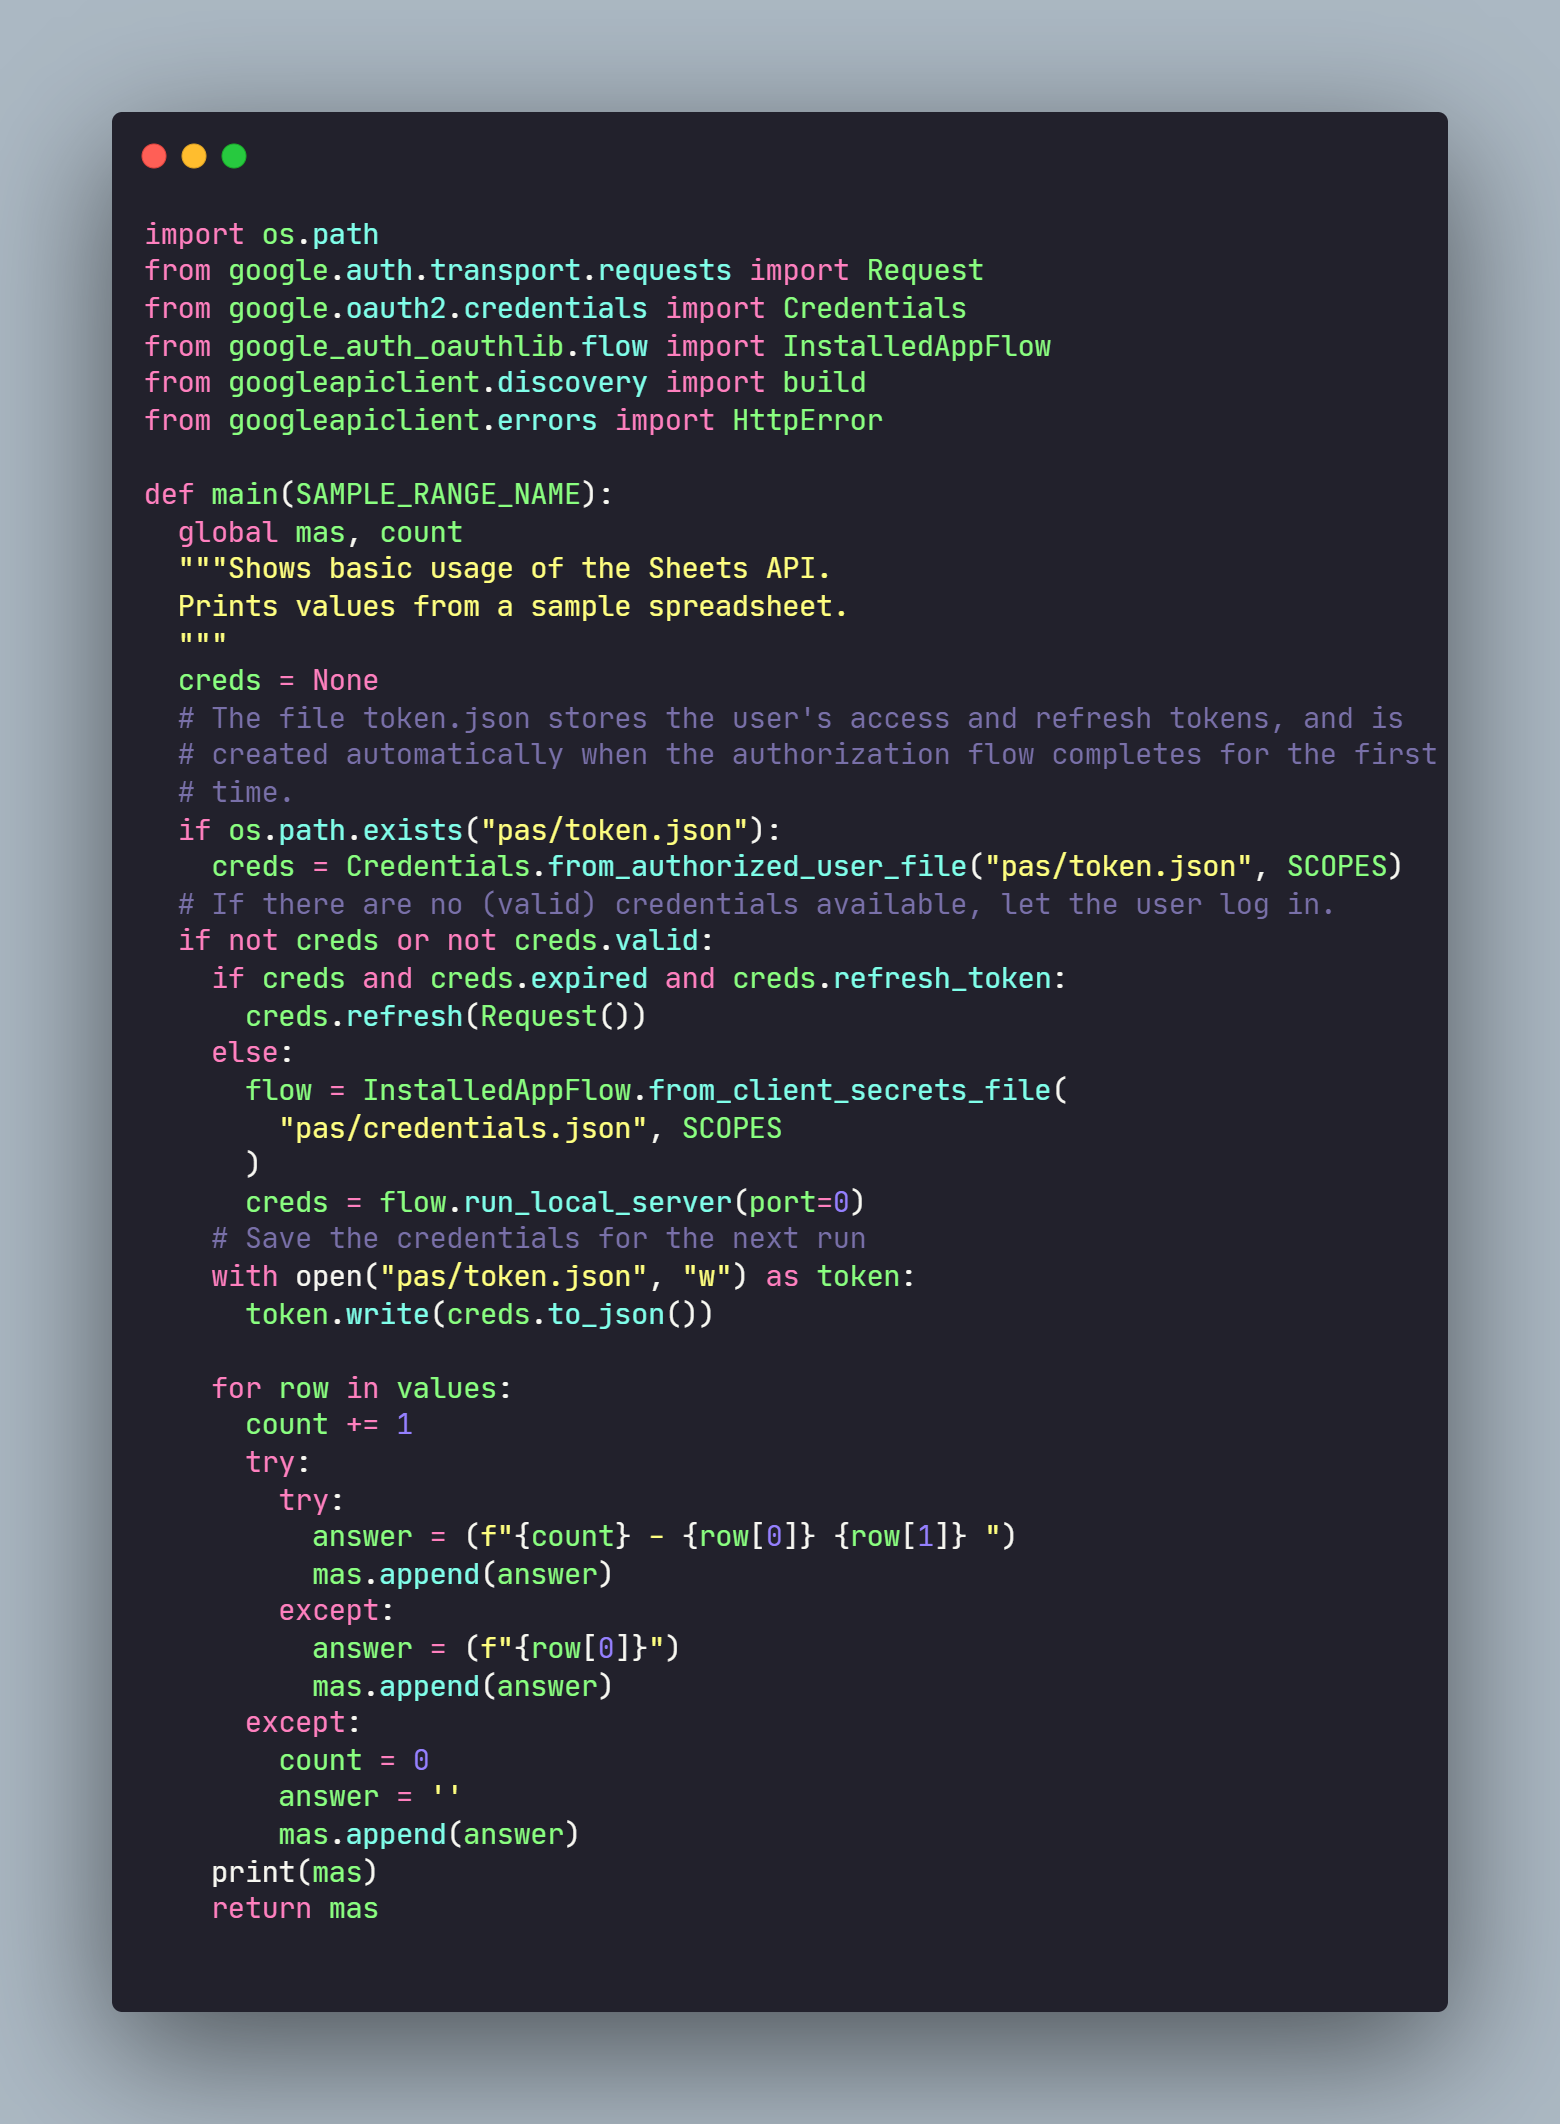 import os.path
from google.auth.transport.requests import Request
from google.oauth2.credentials import Credentials
from google_auth_oauthlib.flow import InstalledAppFlow
from googleapiclient.discovery import build
from googleapiclient.errors import HttpError

def main(SAMPLE_RANGE_NAME):
  global mas, count
  """Shows basic usage of the Sheets API.
  Prints values from a sample spreadsheet.
  """
  creds = None
  # The file token.json stores the user's access and refresh tokens, and is
  # created automatically when the authorization flow completes for the first
  # time.
  if os.path.exists("pas/token.json"):
    creds = Credentials.from_authorized_user_file("pas/token.json", SCOPES)
  # If there are no (valid) credentials available, let the user log in.
  if not creds or not creds.valid:
    if creds and creds.expired and creds.refresh_token:
      creds.refresh(Request())
    else:
      flow = InstalledAppFlow.from_client_secrets_file(
        "pas/credentials.json", SCOPES
      )
      creds = flow.run_local_server(port=0)
    # Save the credentials for the next run
    with open("pas/token.json", "w") as token:
      token.write(creds.to_json())

    for row in values:
      count += 1
      try:
        try:
          answer = (f"{count} - {row[0]} {row[1]} ")
          mas.append(answer)
        except:
          answer = (f"{row[0]}")
          mas.append(answer)
      except:
        count = 0
        answer = ''
        mas.append(answer)
    print(mas)
    return mas